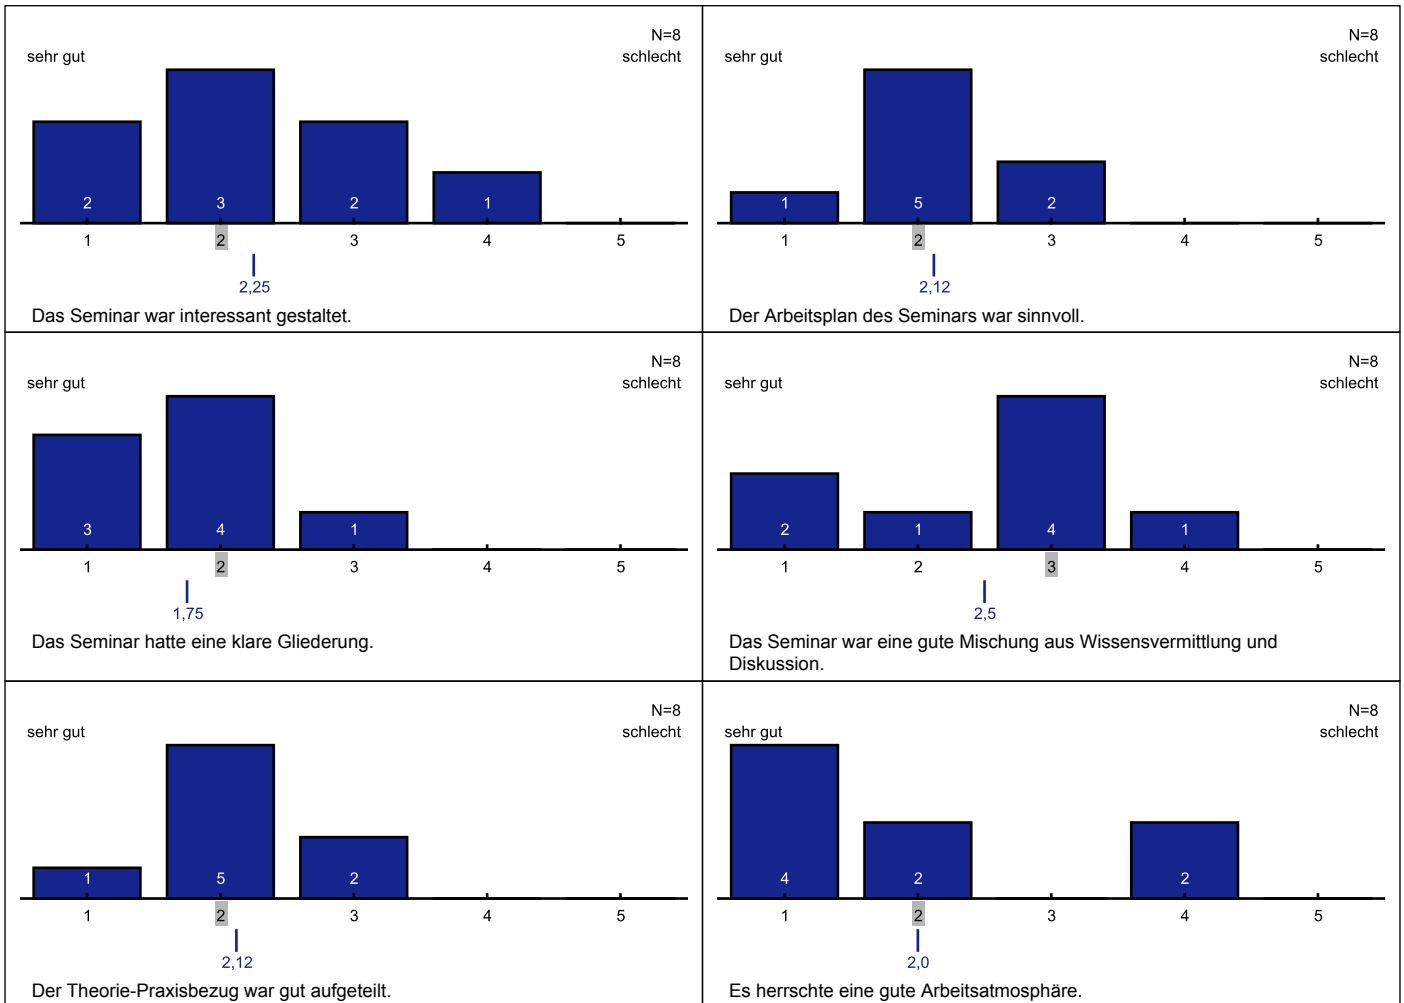 N=8
sehr gut schlecht
2 3 2 1
1 2 3 4 5
2,25
Das Seminar war interessant gestaltet.
N=8
sehr gut schlecht
1 5 2
1 2 3 4 5
2,12
Der Arbeitsplan des Seminars war sinnvoll.
N=8
sehr gut schlecht
3 4 1
1 2 3 4 5
1,75
Das Seminar hatte eine klare Gliederung.
N=8
sehr gut schlecht
2 1 4 1
1 2 3 4 5
2,5
Das Seminar war eine gute Mischung aus Wissensvermittlung und
Diskussion.
N=8
sehr gut schlecht
1 5 2
1 2 3 4 5
2,12
Der Theorie-Praxisbezug war gut aufgeteilt.
N=8
sehr gut schlecht
4 2 2
1 2 3 4 5
2,0
Es herrschte eine gute Arbeitsatmosphäre.